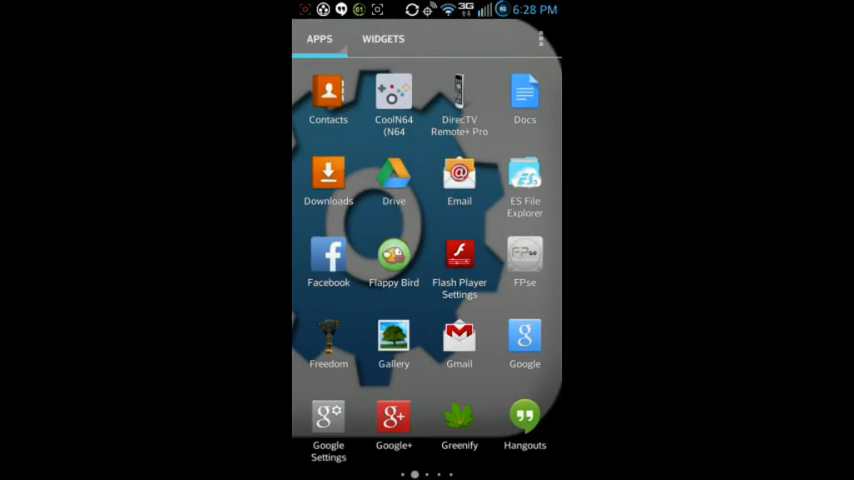 3G 6:28 PM
APPS WIDGETS
Contacts CoolN64 DirecTV Docs
(N64 Remote+ Pro
Downloads Drive Email ES File
Explorer
Facebook Flappy Bird Flash Player FPse
Settings
Freedom Gallery Gmail Google
Google Google+ Greenify Hangouts
Settings